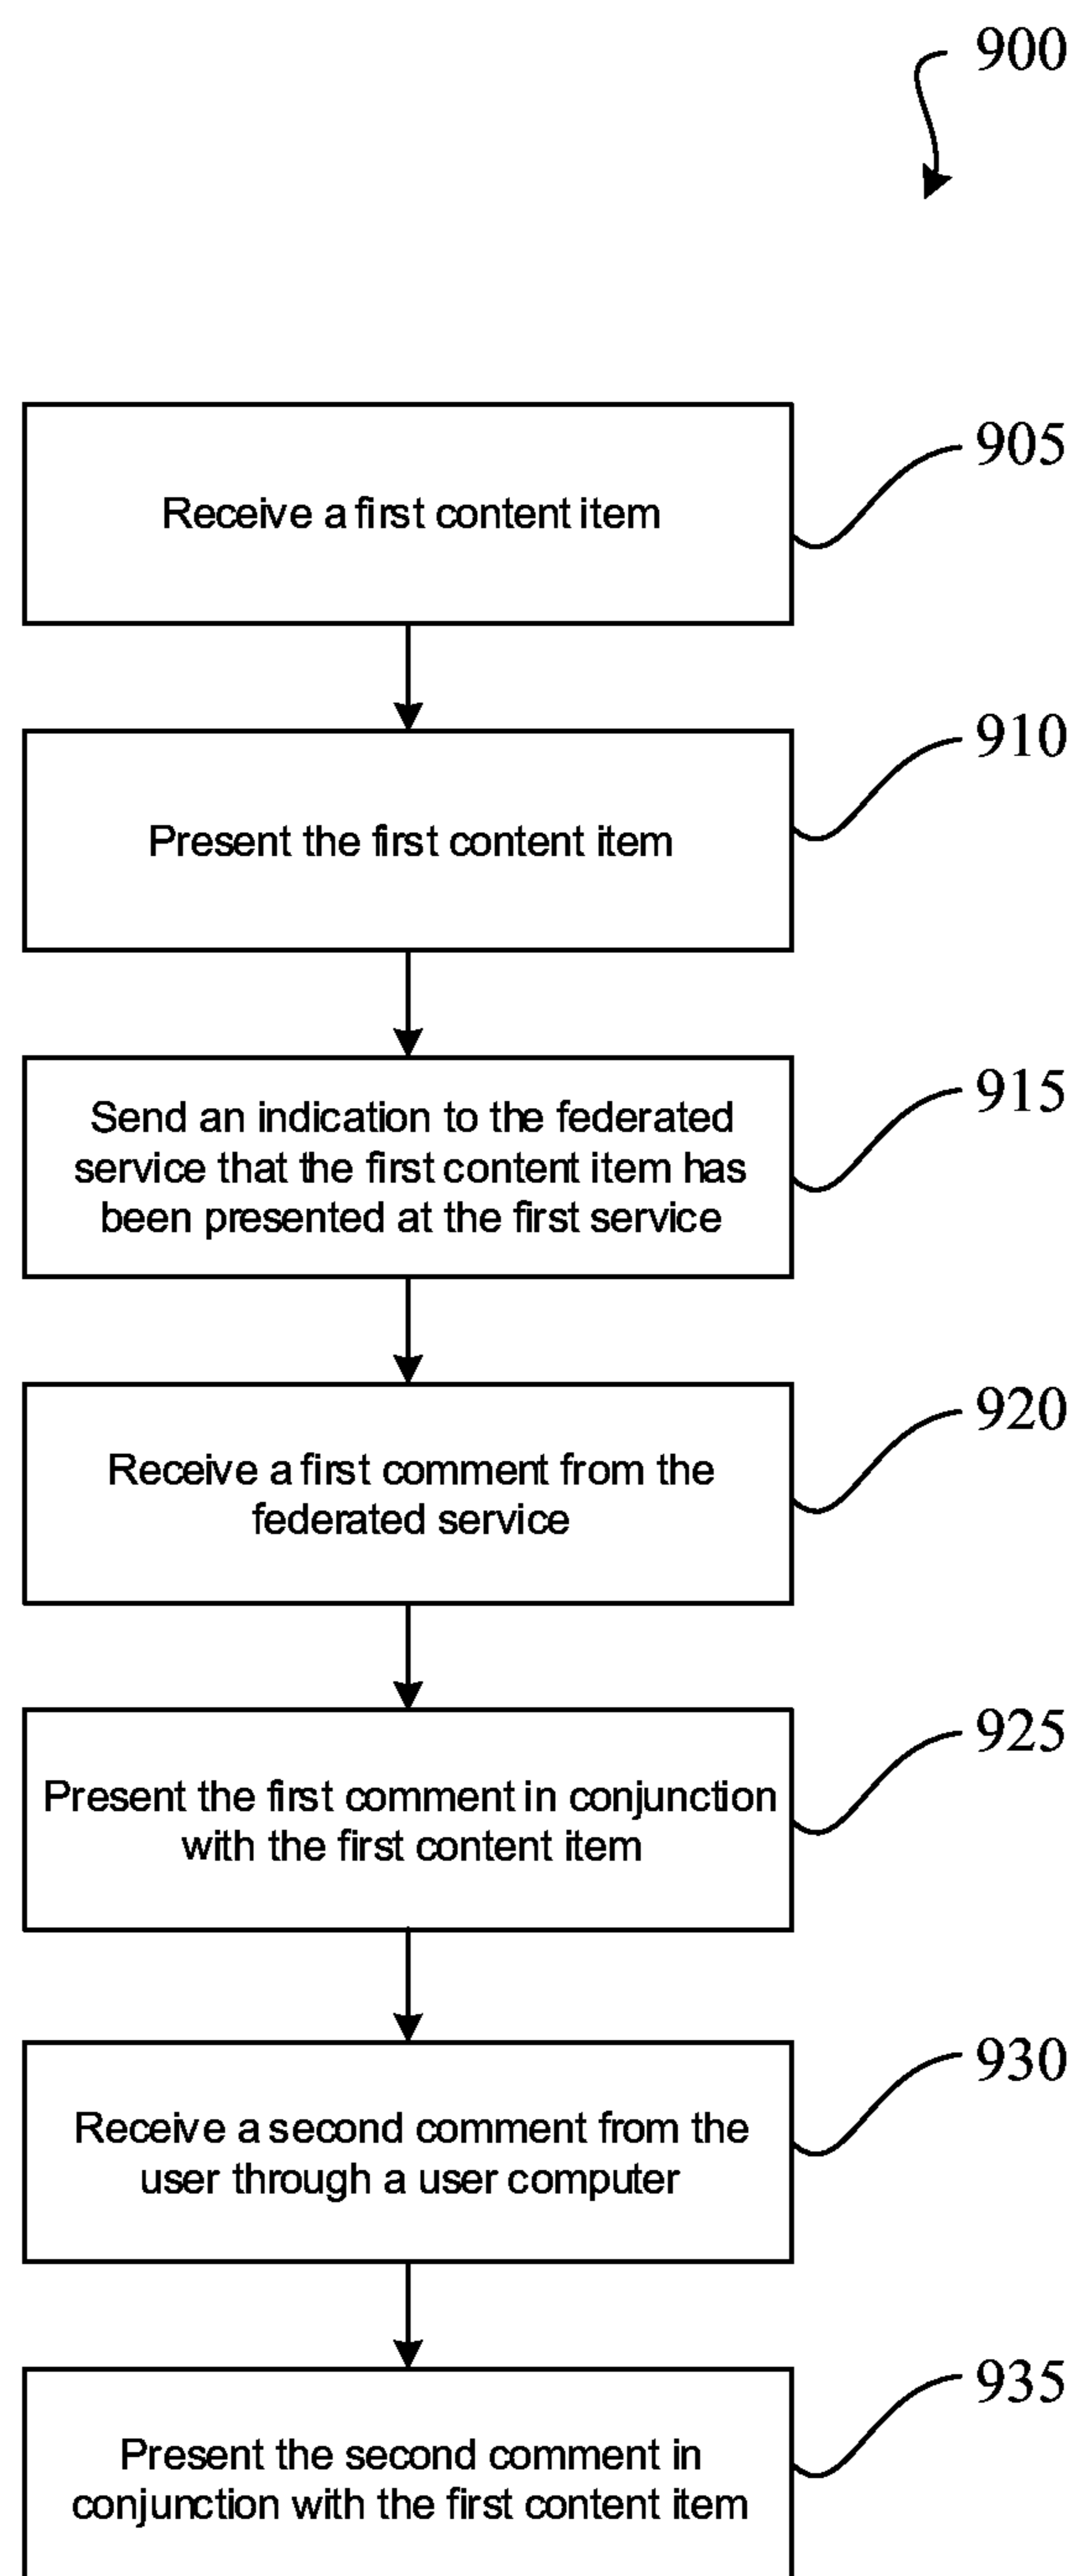 900
905
Receive a first content item
910
Present the first content item
915
Send an indication to the federated
service that the first content item has
been presented at the first service
920
Receive a first comment from the
federated service
925
Present the first comment in conjunction
with the first content item
930
Receive a second comment from the
user through a user computer
935
Present the second comment in
conjunction with the first content item